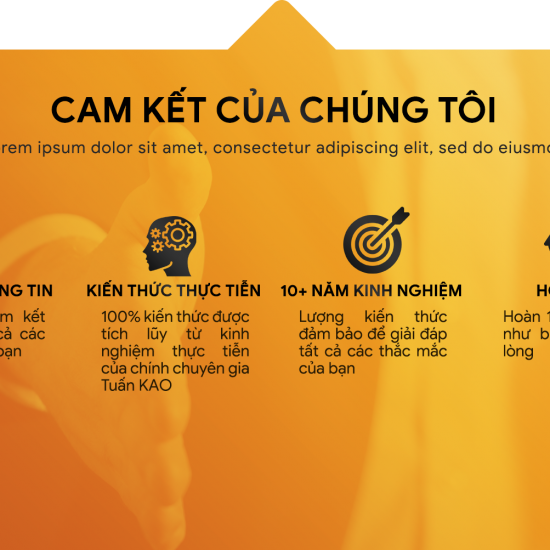 CAM KẾT CỦA CHÚNG TÔI
rem ipsum dolor sit amet, consectetur adipiscing elit, sed do eiusmo
NG TIN
m kết
cả các
bạn
KIẾN THỨC THỰC TIỄN
100% kiến thức được
tích lũy từ kinh
nghiệm thực tiễn
của chính chuyên gia
Tuấn KAO
10+ NĂM KINH NGHIỆM
Lượng kiến thức
đảm bảo để giải đáp
tất cả các thắc mắc
của bạn
HO
Hoàn 1
như b
lòng